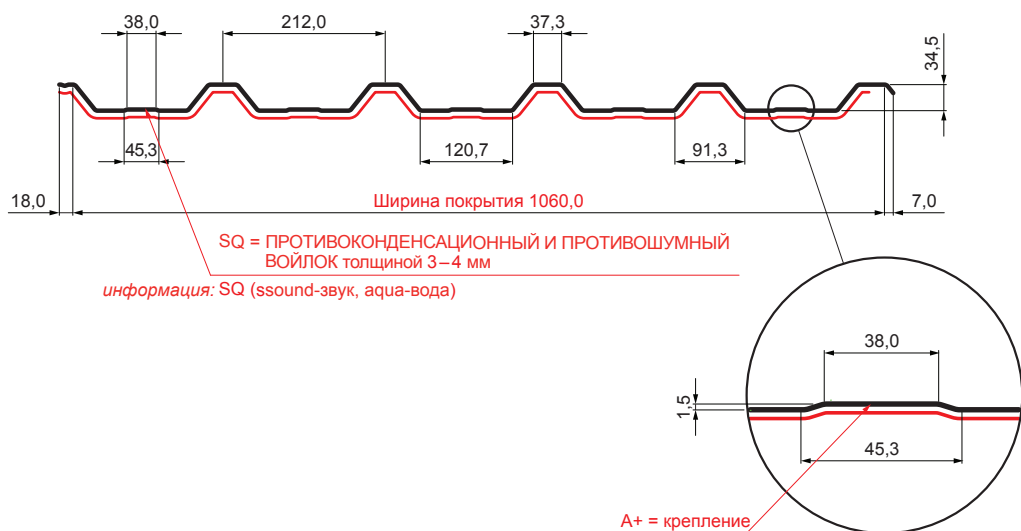 38,0
212,0
37,3
34,5
45,3
120,7
91,3
18,0
Ширина покрытия 1060,0
7,0
SQ = ПРОТИВОКОНДЕНСАЦИОННЫЙ И ПРОТИВОШУМНЫЙ
ВОЙЛОК толщиной 3–4 мм
информация: SQ (ssound-звук, aqua-вода)
38,0
1,5
45,3
A+ = крепление